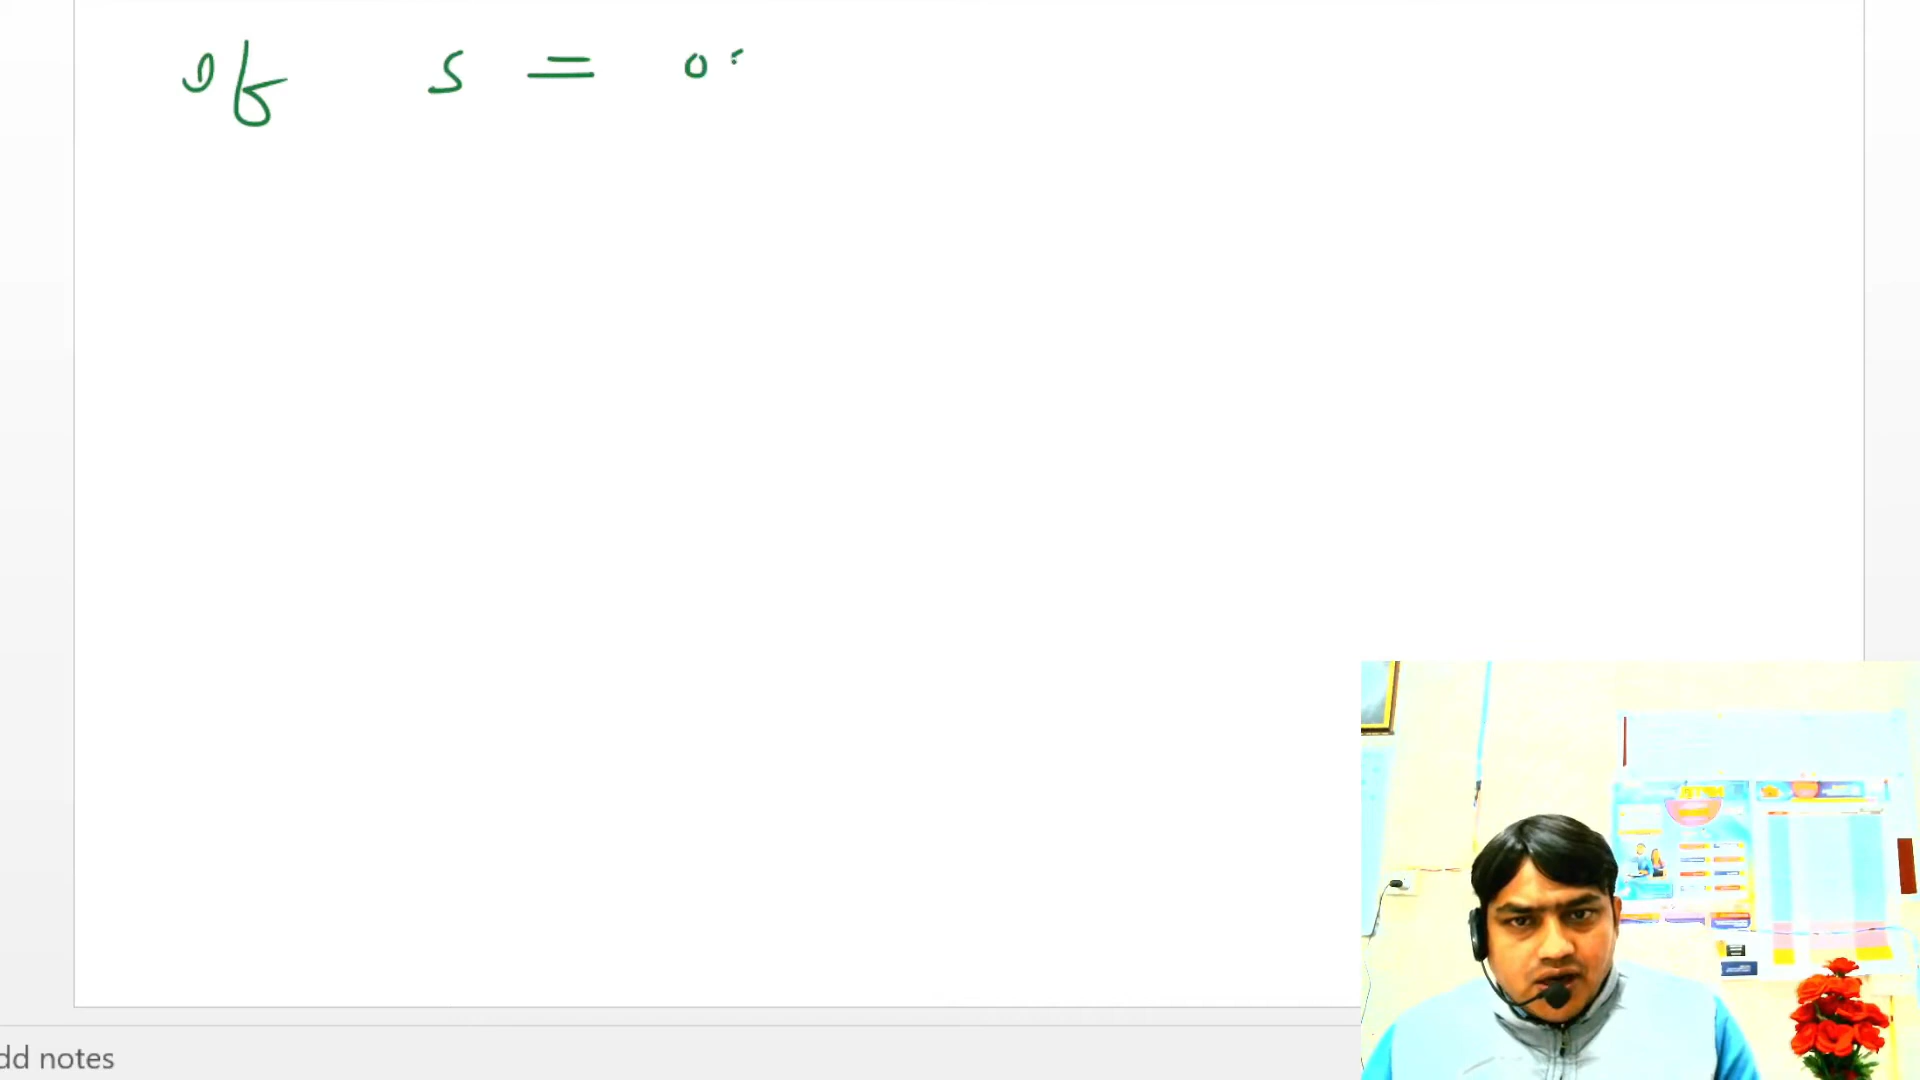 If s = 0
dd notes